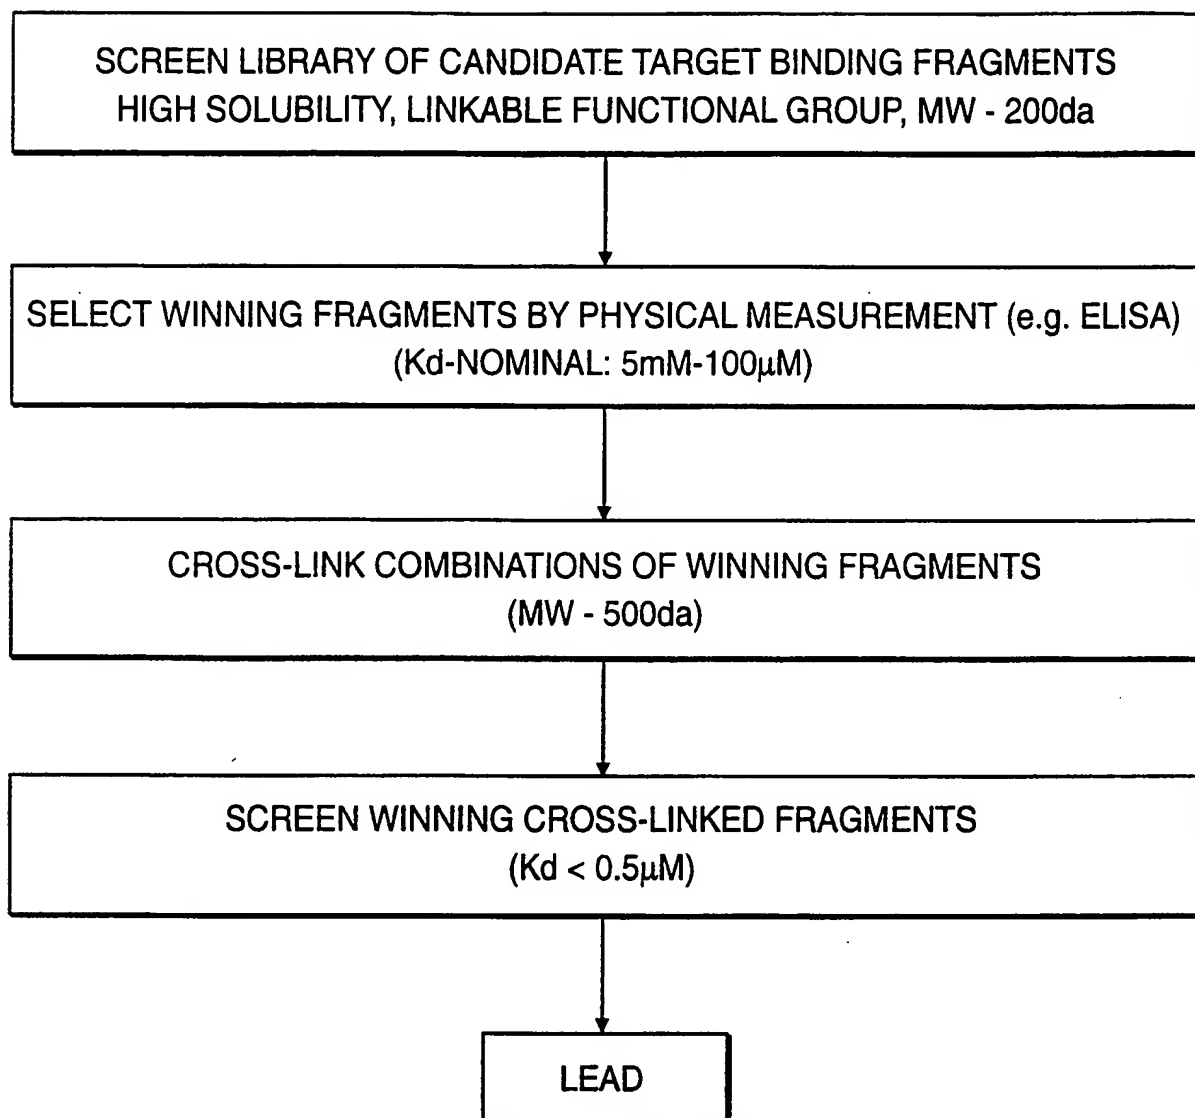 SCREEN LIBRARY OF CANDIDATE TARGET BINDING FRAGMENTS
HIGH SOLUBILITY, LINKABLE FUNCTIONAL GROUP, MW - 200da
SELECT WINNING FRAGMENTS BY PHYSICAL MEASUREMENT (e.g. ELISA)
(Kd-NOMINAL: 5mM-100μM)
CROSS-LINK COMBINATIONS OF WINNING FRAGMENTS
(MW - 500da)
SCREEN WINNING CROSS-LINKED FRAGMENTS
(Kd < 0.5μM)
LEAD